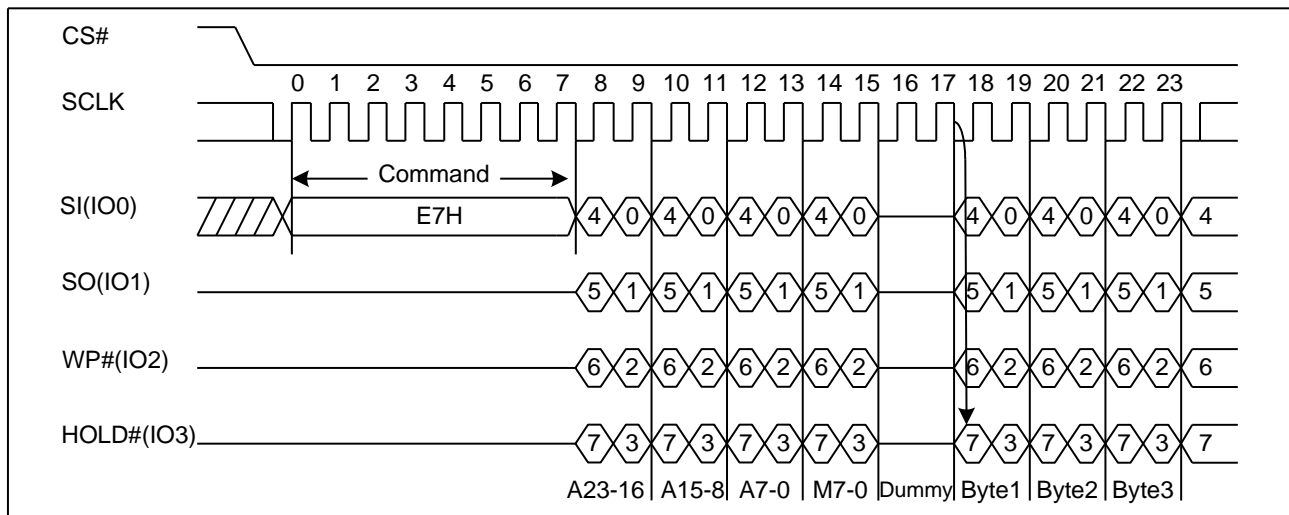 CS#
0 1 2 3 4 5 6 7 8 9 10 11 12 13 14 15 16 17 18 19 20 21 22 23
SCLK
Command
SI(IO0) E7H 4 0 4 0 4 0 4 0 4 0 4 0 4 0 4
SO(IO1) 5 1 5 1 5 1 5 1 5 1 5 1 5 1 5
WP#(IO2) 6 2 6 2 6 2 6 2 6 2 6 2 6 2 6
HOLD#(IO3) 7 3 7 3 7 3 7 3 7 3 7 3 7 3 7
A23-16 A15-8 A7-0 M7-0 Dummy Byte1 Byte2 Byte3